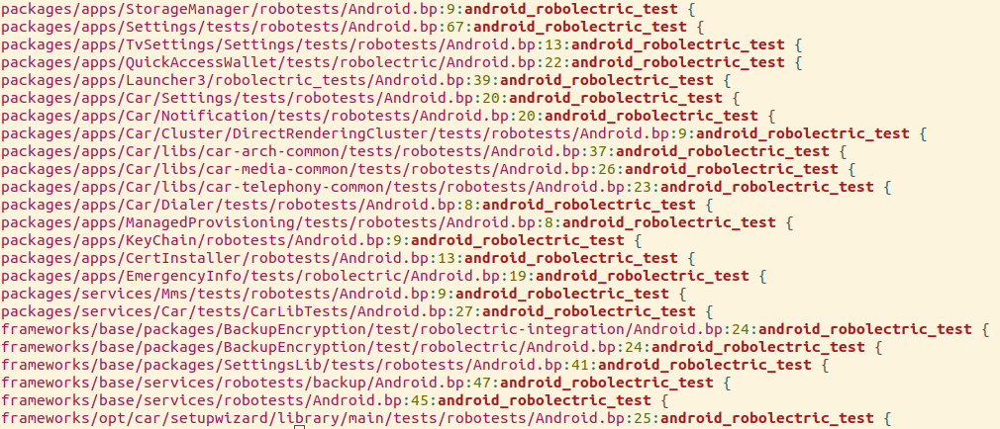 packages/apps/StorageManager/robotests/Android.bp:9:android_robolectric_test {
packages/apps/Settings/tests/robotests/Android.bp:67:android_robolectric_test {
packages/apps/TvSettings/Settings/tests/robotests/Android.bp:13:android_robolectric_test {
packages/apps/QuickAccessWallet/tests/robolectric/Android.bp:22:android_robolectric_test {
packages/apps/Launcher3/robolectric_tests/Android.bp:39:android_robolectric_test {
packages/apps/Car/Settings/tests/robotests/Android.bp:20:android_robolectric_test {
packages/apps/Car/Notification/tests/robotests/Android.bp:20:android_robolectric_test {
packages/apps/Car/Cluster/DirectRenderingCluster/tests/robotests/Android.bp:9:android_robolectric_test {
packages/apps/Car/libs/car-arch-common/tests/robotests/Android.bp:37:android_robolectric_test {
packages/apps/Car/libs/car-media-common/tests/robotests/Android.bp:26:android_robolectric_test {
packages/apps/Car/libs/car-telephony-common/tests/robotests/Android.bp:23:android_robolectric_test {
packages/apps/Car/Dialer/tests/robotests/Android.bp:8:android_robolectric_test {
packages/apps/ManagedProvisioning/tests/robotests/Android.bp:8:android_robolectric_test {
packages/apps/KeyChain/robotests/Android.bp:9:android_robolectric_test {
packages/apps/CertInstaller/robotests/Android.bp:13:android_robolectric_test {
packages/apps/EmergencyInfo/tests/robolectric/Android.bp:19:android_robolectric_test {
packages/services/Mms/tests/robotests/Android.bp:9:android_robolectric_test {
packages/services/Car/tests/CarLibTests/Android.bp:27:android_robolectric_test {
frameworks/base/packages/BackupEncryption/test/robolectric-integration/Android.bp:24:android_robolectric_test {
frameworks/base/packages/BackupEncryption/test/robolectric/Android.bp:24:android_robolectric_test {
frameworks/base/packages/SettingsLib/tests/robotests/Android.bp:41:android_robolectric_test {
frameworks/base/services/robotests/backup/Android.bp:47:android_robolectric_test {
frameworks/base/services/robotests/Android.bp:45:android_robolectric_test {
frameworks/opt/car/setupwizard/library/main/tests/robotests/Android.bp:25:android_robolectric_test {